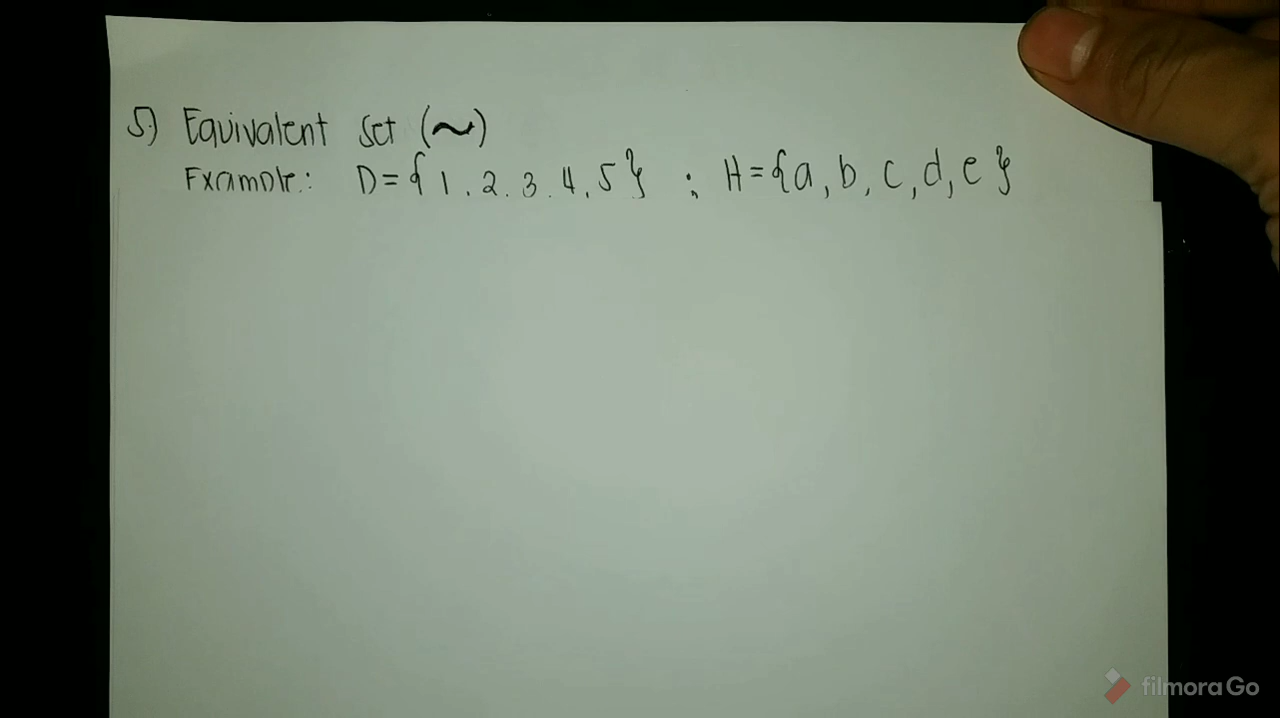 5.) Equivalent set (~)
Example: D = {1, 2, 3, 4, 5} ; H = {a, b, c, d, e}
filmoraGo